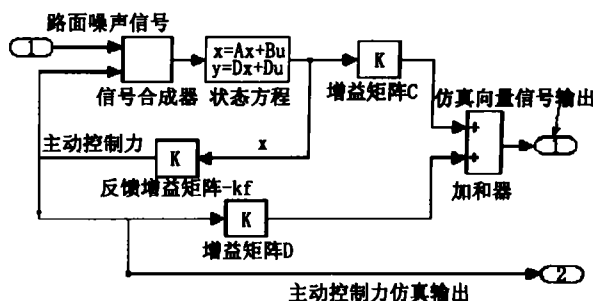 路面噪声信号
1
x=Ax+Bu
y=Dx+Du
K
信号合成器
状态方程
增益矩阵C
仿真向量信号输出
1
主动控制力
x
K
+
+
反馈增益矩阵-kf
加和器
K
增益矩阵D
2
主动控制力仿真输出